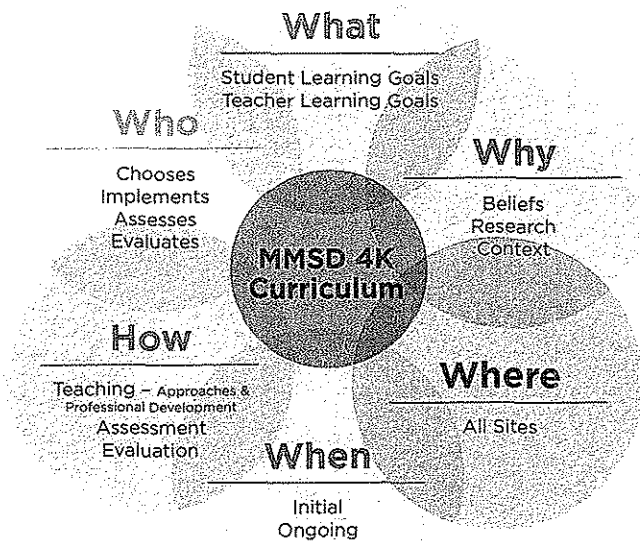 What
Student Learning Goals
Teacher Learning Goals
Who
Chooses
Implements
Assesses
Evaluates
Why
Beliefs
Research
Context
MMSD 4K
Curriculum
How
Teaching – Approaches &
Professional Development
Assessment
Evaluation
Where
All Sites
When
Initial
Ongoing